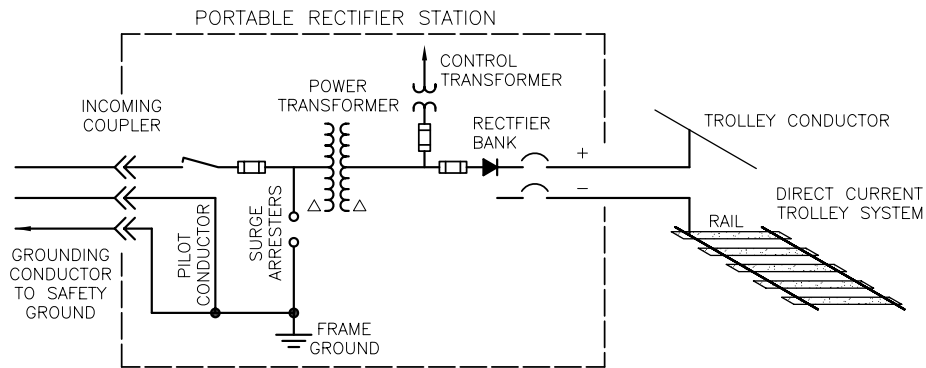 PORTABLE RECTIFIER STATION
INCOMING
COUPLER
POWER
TRANSFORMER
CONTROL
TRANSFORMER
RECTFIER
BANK
+
−
TROLLEY CONDUCTOR
DIRECT CURRENT
TROLLEY SYSTEM
RAIL
PILOT
CONDUCTOR
SURGE
ARRESTERS
△ △
GROUNDING
CONDUCTOR
TO SAFETY
GROUND
FRAME
GROUND